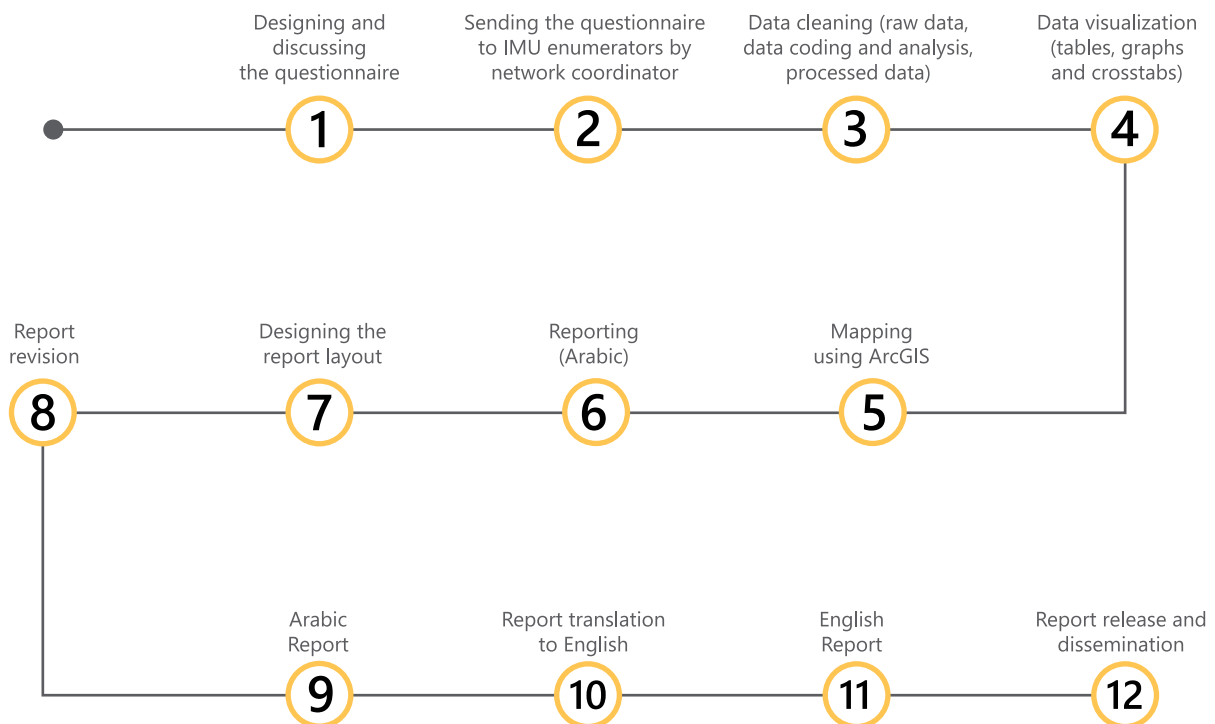 Designing and
discussing
the questionnaire
1
Sending the questionnaire
to IMU enumerators by
network coordinator
2
Data cleaning (raw data,
data coding and analysis,
processed data)
3
Data visualization
(tables, graphs
and crosstabs)
4
Mapping
using ArcGIS
5
Reporting
(Arabic)
6
Designing the
report layout
7
Report
revision
8
Arabic
Report
9
Report translation
to English
10
English
Report
11
Report release and
dissemination
12